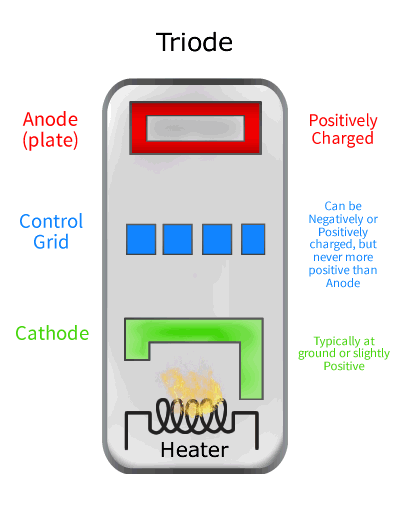 Triode
Anode
(plate)
Positively
Charged
Control
Grid
Can be
Negatively or
Positively
charged, but
never more
positive than
Anode
Cathode
Typically at
ground or slightly
Positive
Heater